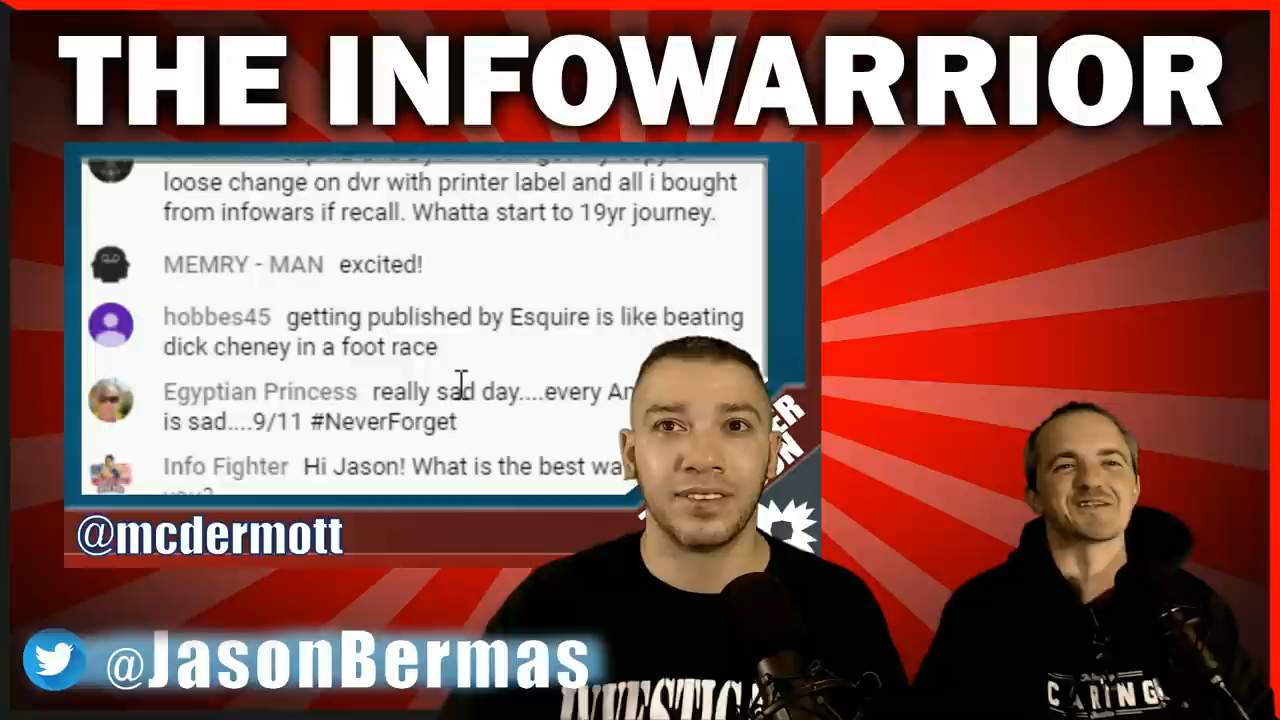 THE INFOWARRIOR
loose change on dvr with printer label and all i bought
from infowars if recall. Whatta start to 19yr journey.
MEMRY - MAN excited!
hobbes45 getting published by Esquire is like beating
dick cheney in a foot race
Egyptian Princess really sad day....every
is sad....9/11 #NeverForget
Info Fighter Hi Jason! What is the best
you?
@mcdermott
@JasonBermas
CARING